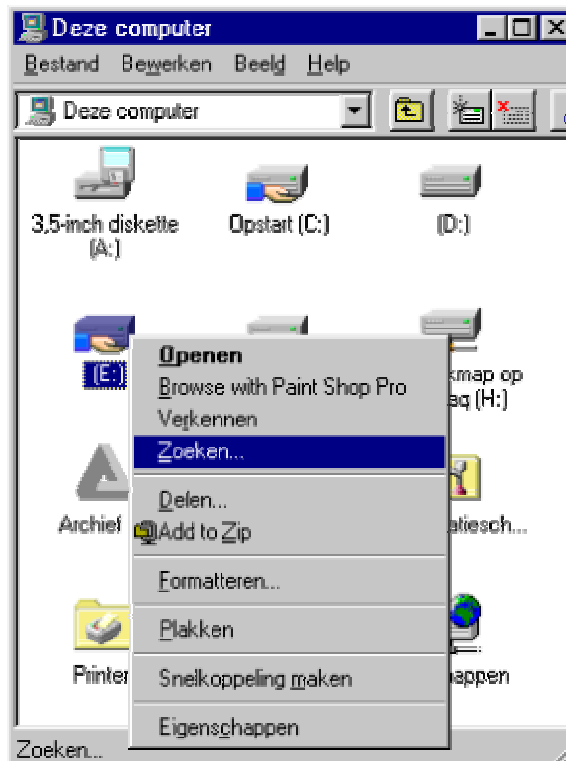 Deze computer
Bestand Bewerken Beeld Help
Deze computer
3,5-inch diskette (A:)
Opstart (C:)
(D:)
(E:)
op
(H:)
Archief
Openen
Browse with Paint Shop Pro
Verkennen
Zoeken...
Delen...
Add to Zip
Formatteren...
Plakken
Snelkoppeling maken
Eigenschappen
Zoeken...